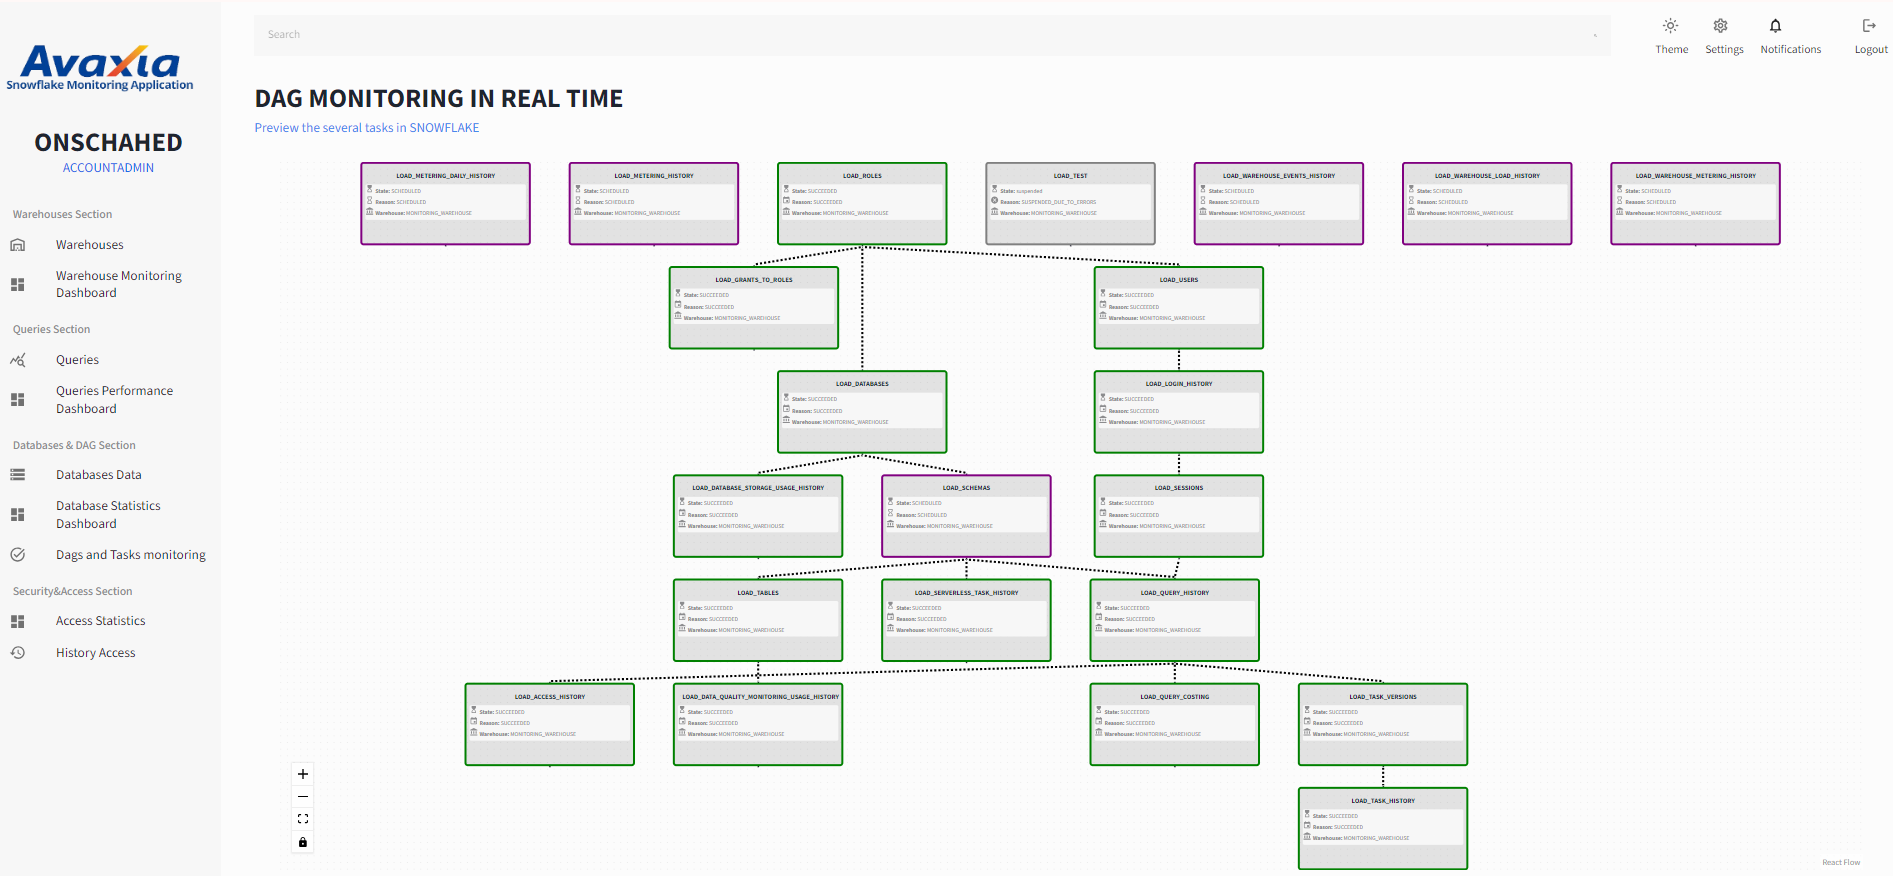 Avaxia
Snowflake Monitoring Application
ONSCHAHED
ACCOUNTADMIN
Warehouses Section
Warehouses
Warehouse Monitoring
Dashboard
Queries Section
Queries
Queries Performance
Dashboard
Databases & DAG Section
Databases Data
Database Statistics
Dashboard
Dags and Tasks monitoring
Security&Access Section
Access Statistics
History Access
Search
Theme
Settings
Notifications
Logout
DAG MONITORING IN REAL TIME
Preview the several tasks in SNOWFLAKE
LOAD_METERING_DAILY_HISTORY
State: SCHEDULED
Reason: SCHEDULED
Warehouse: MONITORING_WAREHOUSE
LOAD_METERING_HISTORY
State: SCHEDULED
Reason: SCHEDULED
Warehouse: MONITORING_WAREHOUSE
LOAD_ROLES
State: SUCCEEDED
Reason: SUCCEEDED
Warehouse: MONITORING_WAREHOUSE
LOAD_TEST
State: suspended
Reason: SUSPENDED_DUE_TO_ERRORS
Warehouse: MONITORING_WAREHOUSE
LOAD_WAREHOUSE_EVENTS_HISTORY
State: SCHEDULED
Reason: SCHEDULED
Warehouse: MONITORING_WAREHOUSE
LOAD_WAREHOUSE_LOAD_HISTORY
State: SCHEDULED
Reason: SCHEDULED
Warehouse: MONITORING_WAREHOUSE
LOAD_WAREHOUSE_METERING_HISTORY
State: SCHEDULED
Reason: SCHEDULED
Warehouse: MONITORING_WAREHOUSE
LOAD_GRANTS_TO_ROLES
State: SUCCEEDED
Reason: SUCCEEDED
Warehouse: MONITORING_WAREHOUSE
LOAD_USERS
State: SUCCEEDED
Reason: SUCCEEDED
Warehouse: MONITORING_WAREHOUSE
LOAD_DATABASES
State: SUCCEEDED
Reason: SUCCEEDED
Warehouse: MONITORING_WAREHOUSE
LOAD_LOGIN_HISTORY
State: SUCCEEDED
Reason: SUCCEEDED
Warehouse: MONITORING_WAREHOUSE
LOAD_DATABASE_STORAGE_USAGE_HISTORY
State: SUCCEEDED
Reason: SUCCEEDED
Warehouse: MONITORING_WAREHOUSE
LOAD_SCHEMAS
State: SCHEDULED
Reason: SCHEDULED
Warehouse: MONITORING_WAREHOUSE
LOAD_SESSIONS
State: SUCCEEDED
Reason: SUCCEEDED
Warehouse: MONITORING_WAREHOUSE
LOAD_TABLES
State: SUCCEEDED
Reason: SUCCEEDED
Warehouse: MONITORING_WAREHOUSE
LOAD_SERVERLESS_TASK_HISTORY
State: SUCCEEDED
Reason: SUCCEEDED
Warehouse: MONITORING_WAREHOUSE
LOAD_QUERY_HISTORY
State: SUCCEEDED
Reason: SUCCEEDED
Warehouse: MONITORING_WAREHOUSE
LOAD_ACCESS_HISTORY
State: SUCCEEDED
Reason: SUCCEEDED
Warehouse: MONITORING_WAREHOUSE
LOAD_DATA_QUALITY_MONITORING_USAGE_HISTORY
State: SUCCEEDED
Reason: SUCCEEDED
Warehouse: MONITORING_WAREHOUSE
LOAD_QUERY_COSTING
State: SUCCEEDED
Reason: SUCCEEDED
Warehouse: MONITORING_WAREHOUSE
LOAD_TASK_VERSIONS
State: SUCCEEDED
Reason: SUCCEEDED
Warehouse: MONITORING_WAREHOUSE
LOAD_TASK_HISTORY
State: SUCCEEDED
Reason: SUCCEEDED
Warehouse: MONITORING_WAREHOUSE
React Flow